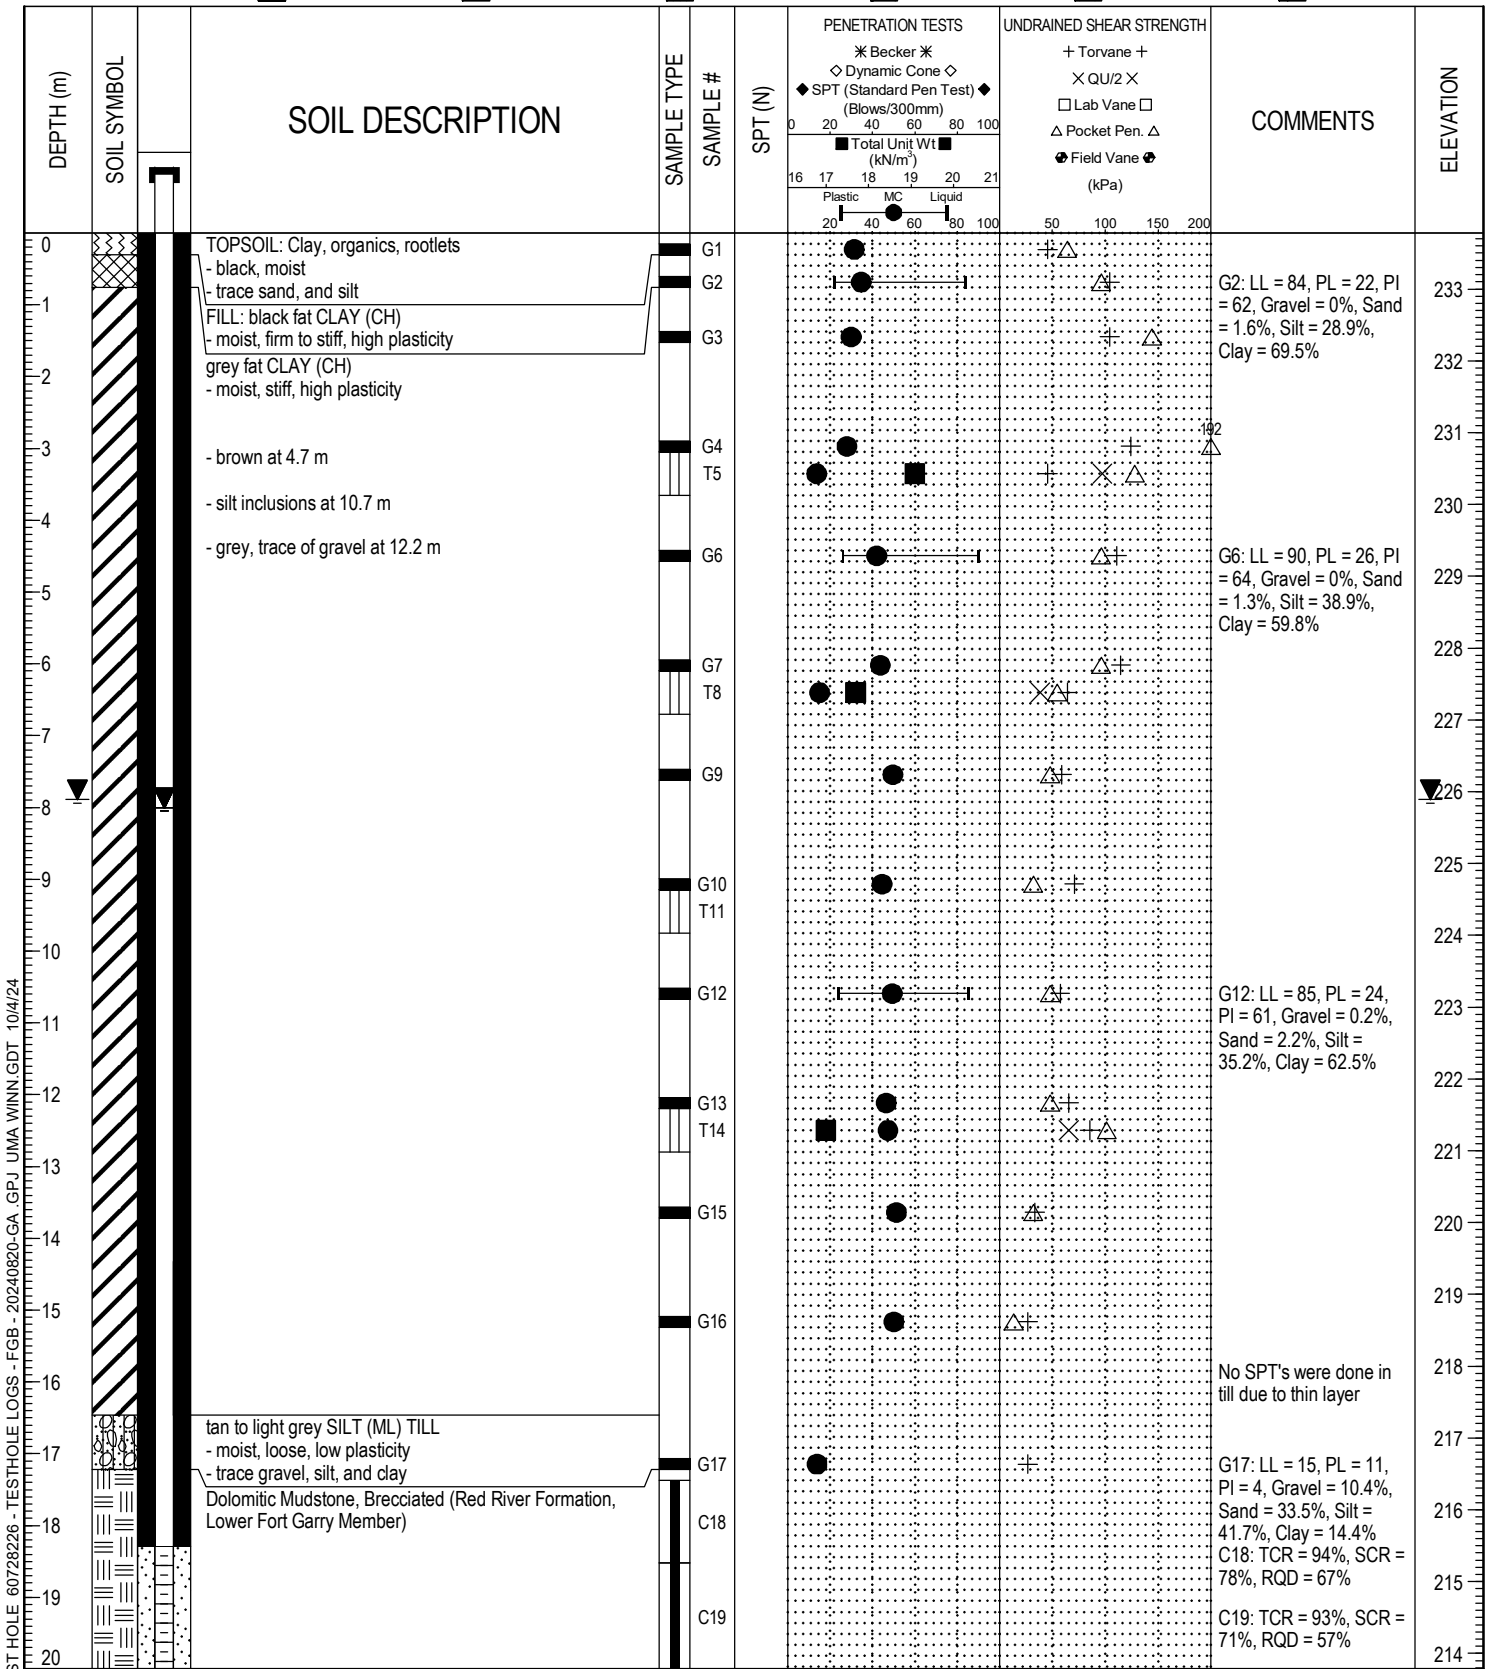 DEPTH (m)
SOIL SYMBOL
SOIL DESCRIPTION
SAMPLE TYPE
SAMPLE #
SPT (N)
PENETRATION TESTS
✳ Becker ✳
◇ Dynamic Cone ◇
◆ SPT (Standard Pen Test) ◆
(Blows/300mm)
0 20 40 60 80 100
■ Total Unit Wt ■
(kN/m³)
16 17 18 19 20 21
Plastic MC Liquid
20 40 60 80 100
UNDRAINED SHEAR STRENGTH
+ Torvane +
× QU/2 ×
□ Lab Vane □
△ Pocket Pen. △
Field Vane
(kPa)
50 100 150 200
COMMENTS
ELEVATION
0
1
2
3
4
5
6
7
8
9
10
11
12
13
14
15
16
17
18
19
20
TOPSOIL: Clay, organics, rootlets
- black, moist
- trace sand, and silt
FILL: black fat CLAY (CH)
- moist, firm to stiff, high plasticity
grey fat CLAY (CH)
- moist, stiff, high plasticity
- brown at 4.7 m
- silt inclusions at 10.7 m
- grey, trace of gravel at 12.2 m
tan to light grey SILT (ML) TILL
- moist, loose, low plasticity
- trace gravel, silt, and clay
Dolomitic Mudstone, Brecciated (Red River Formation,
Lower Fort Garry Member)
G1
G2
G3
G4
T5
G6
G7
T8
G9
G10
T11
G12
G13
T14
G15
G16
G17
C18
C19
192
G2: LL = 84, PL = 22, PI
= 62, Gravel = 0%, Sand
= 1.6%, Silt = 28.9%,
Clay = 69.5%
G6: LL = 90, PL = 26, PI
= 64, Gravel = 0%, Sand
= 1.3%, Silt = 38.9%,
Clay = 59.8%
G12: LL = 85, PL = 24,
PI = 61, Gravel = 0.2%,
Sand = 2.2%, Silt =
35.2%, Clay = 62.5%
No SPT's were done in
till due to thin layer
G17: LL = 15, PL = 11,
PI = 4, Gravel = 10.4%,
Sand = 33.5%, Silt =
41.7%, Clay = 14.4%
C18: TCR = 94%, SCR =
78%, RQD = 67%
C19: TCR = 93%, SCR =
71%, RQD = 57%
233
232
231
230
229
228
227
226
225
224
223
222
221
220
219
218
217
216
215
214
ST HOLE 60728226 - TESTHOLE LOGS - FGB - 20240820-GA .GPJ UMA WINN.GDT 10/4/24